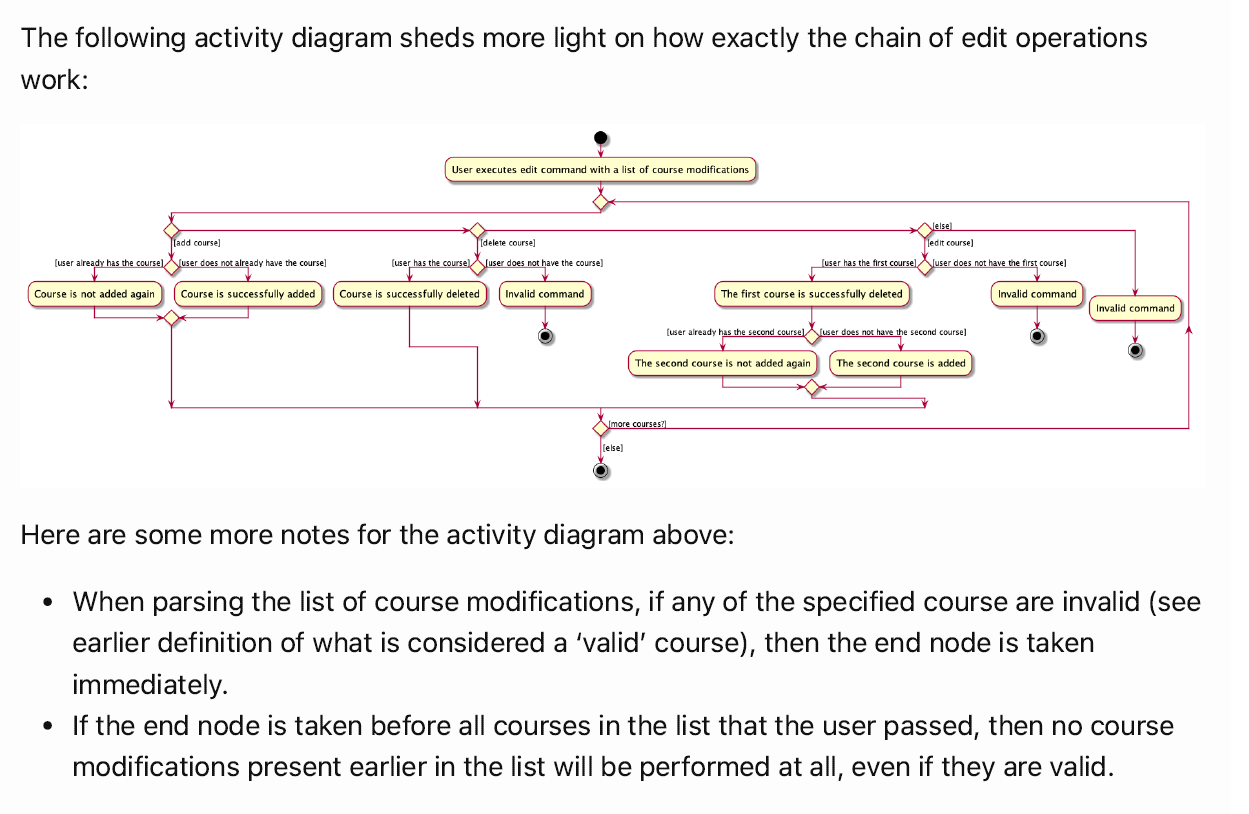 The following activity diagram sheds more light on how exactly the chain of edit operations
work:
User executes edit command with a list of course modifications
[else]
[add course]
[delete course]
[edit course]
[user already has the course]
[user does not already have the course]
[user has the course]
[user does not have the course]
[user has the first course]
[user does not have the first course]
Course is not added again
Course is successfully added
Course is successfully deleted
Invalid command
The first course is successfully deleted
Invalid command
Invalid command
[user already has the second course]
[user does not have the second course]
The second course is not added again
The second course is added
[more courses?]
[else]
Here are some more notes for the activity diagram above:
• When parsing the list of course modifications, if any of the specified course are invalid (see
earlier definition of what is considered a ‘valid’ course), then the end node is taken
immediately.
• If the end node is taken before all courses in the list that the user passed, then no course
modifications present earlier in the list will be performed at all, even if they are valid.